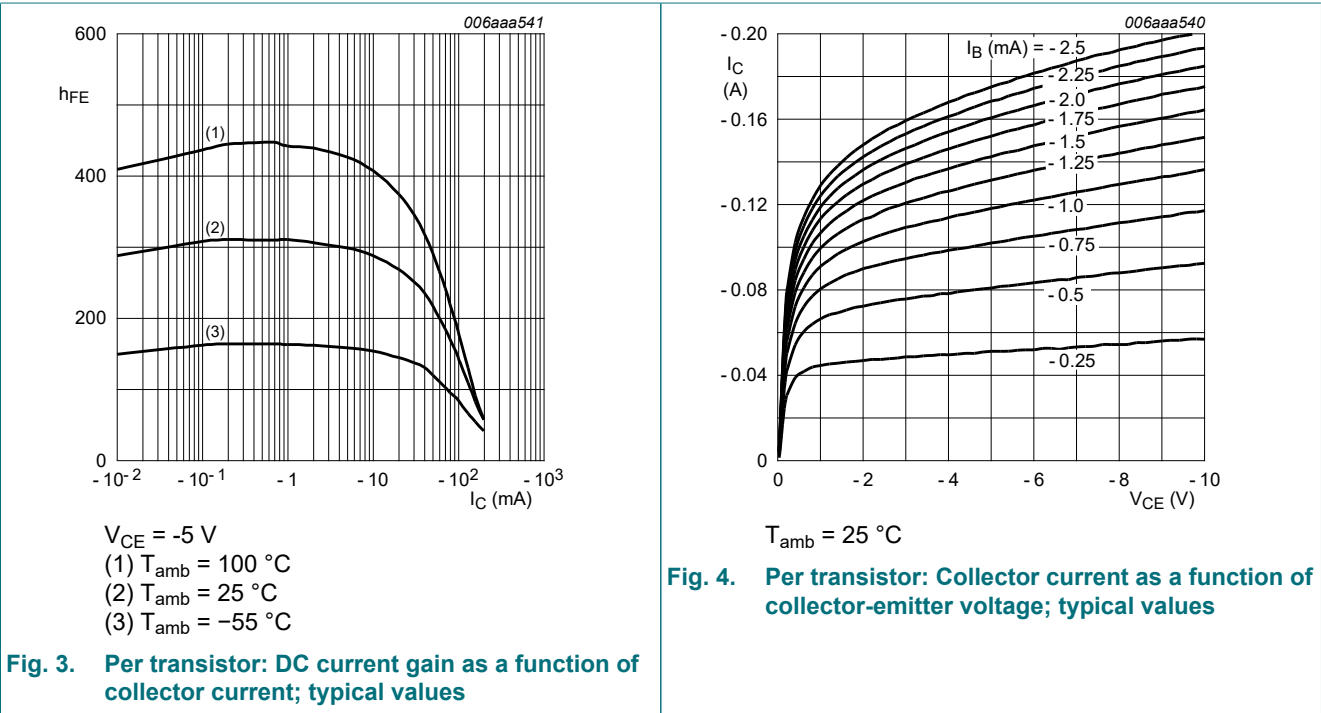 006aaa541
600
hFE
(1)
400
(2)
200
(3)
0
- 10-2 - 10-1 - 1 - 10 - 102 - 103
IC (mA)
VCE = -5 V
(1) Tamb = 100 °C
(2) Tamb = 25 °C
(3) Tamb = −55 °C
Fig. 3. Per transistor: DC current gain as a function of
collector current; typical values
006aaa540
- 0.20
IB (mA) = - 2.5
IC
(A)
- 2.25
- 2.0
- 0.16
- 1.75
- 1.5
- 1.25
- 0.12
- 1.0
- 0.75
- 0.08
- 0.5
- 0.25
- 0.04
0
0 - 2 - 4 - 6 - 8 - 10
VCE (V)
Tamb = 25 °C
Fig. 4. Per transistor: Collector current as a function of
collector-emitter voltage; typical values